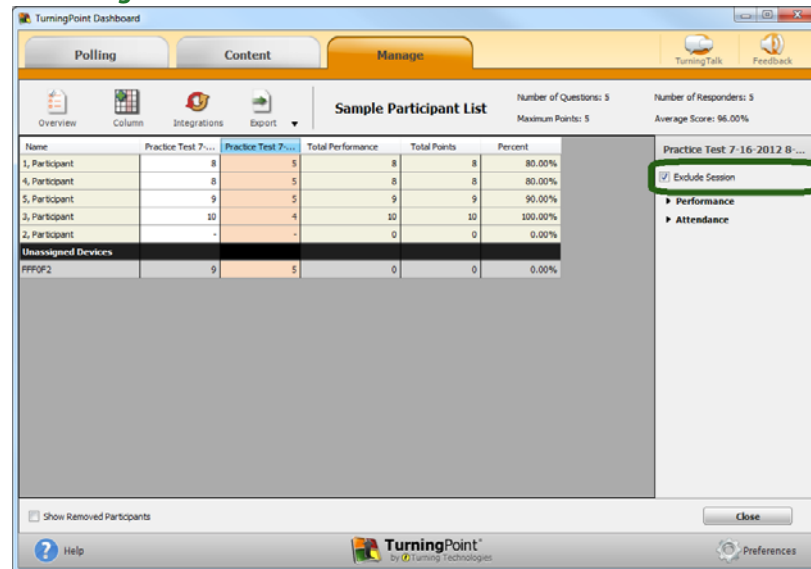 TurningPoint Dashboard
Polling
Content
Manage
TurningTalk
Feedback
Overview
Column
Integrations
Export
Sample Participant List
Number of Questions: 5
Maximum Points: 5
Number of Responders: 5
Average Score: 96.00%
Name Practice Test 7-... Practice Test 7-... Total Performance Total Points Percent
1, Participant 8 5 8 8 80.00%
4, Participant 8 5 8 8 80.00%
5, Participant 9 5 9 9 90.00%
3, Participant 10 4 10 10 100.00%
2, Participant - - 0 0 0.00%
Unassigned Devices
FFF0F2 9 5 0 0 0.00%
Practice Test 7-16-2012 8-...
Exclude Session
Performance
Attendance
Show Removed Participants
Close
Help
TurningPoint
by Turning Technologies
Preferences